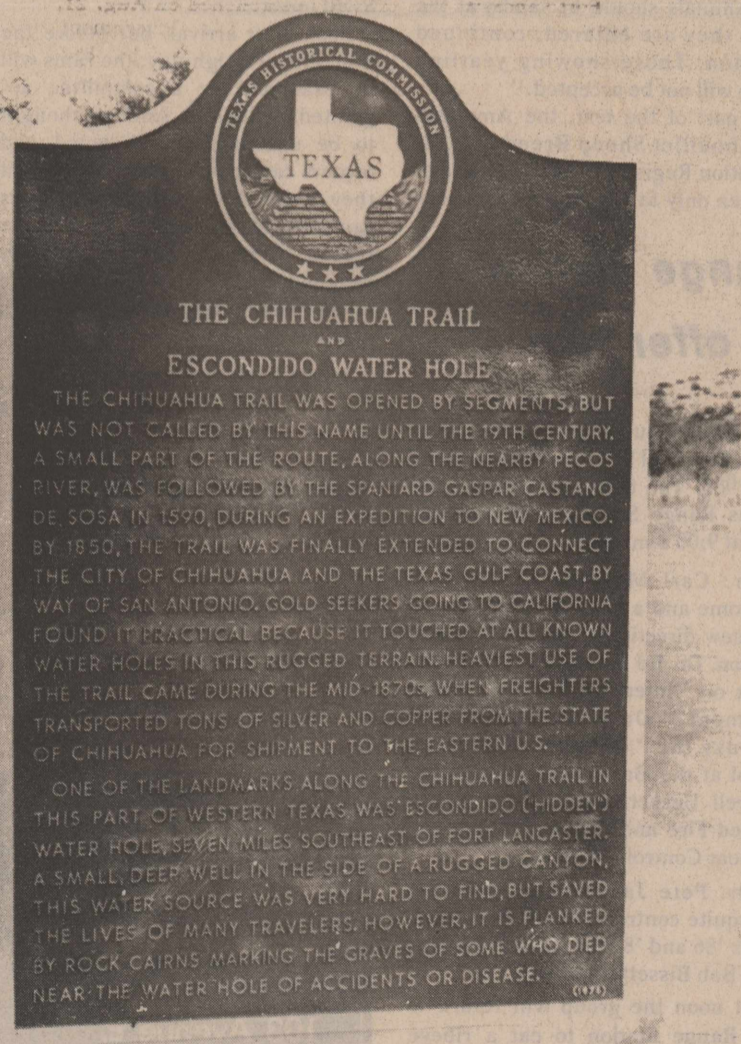 TEXAS HISTORICAL COMMISSION
TEXAS
THE CHIHUAHUA TRAIL
AND
ESCONDIDO WATER HOLE
THE CHIHUAHUA TRAIL WAS OPENED BY SEGMENTS, BUT
WAS NOT CALLED BY THIS NAME UNTIL THE 19TH CENTURY.
A SMALL PART OF THE ROUTE, ALONG THE NEARBY PECOS
RIVER, WAS FOLLOWED BY THE SPANIARD GASPAR CASTANO
DE SOSA IN 1590, DURING AN EXPEDITION TO NEW MEXICO.
BY 1850, THE TRAIL WAS FINALLY EXTENDED TO CONNECT
THE CITY OF CHIHUAHUA AND THE TEXAS GULF COAST, BY
WAY OF SAN ANTONIO. GOLD SEEKERS GOING TO CALIFORNIA
FOUND IT PRACTICAL BECAUSE IT TOUCHED AT ALL KNOWN
WATER HOLES IN THIS RUGGED TERRAIN. HEAVIEST USE OF
THE TRAIL CAME DURING THE MID-1870s, WHEN FREIGHTERS
TRANSPORTED TONS OF SILVER AND COPPER FROM THE STATE
OF CHIHUAHUA FOR SHIPMENT TO THE EASTERN U.S.
ONE OF THE LANDMARKS ALONG THE CHIHUAHUA TRAIL IN
THIS PART OF WESTERN TEXAS WAS ESCONDIDO ('HIDDEN')
WATER HOLE, SEVEN MILES SOUTHEAST OF FORT LANCASTER.
A SMALL, DEEP WELL IN THE SIDE OF A RUGGED CANYON,
THIS WATER SOURCE WAS VERY HARD TO FIND, BUT SAVED
THE LIVES OF MANY TRAVELERS. HOWEVER, IT IS FLANKED
BY ROCK CAIRNS MARKING THE GRAVES OF SOME WHO DIED
NEAR THE WATER HOLE OF ACCIDENTS OR DISEASE.
(1976)